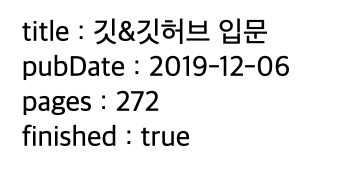 title : 깃&깃허브 입문
pubDate : 2019-12-06
pages : 272
finished : true